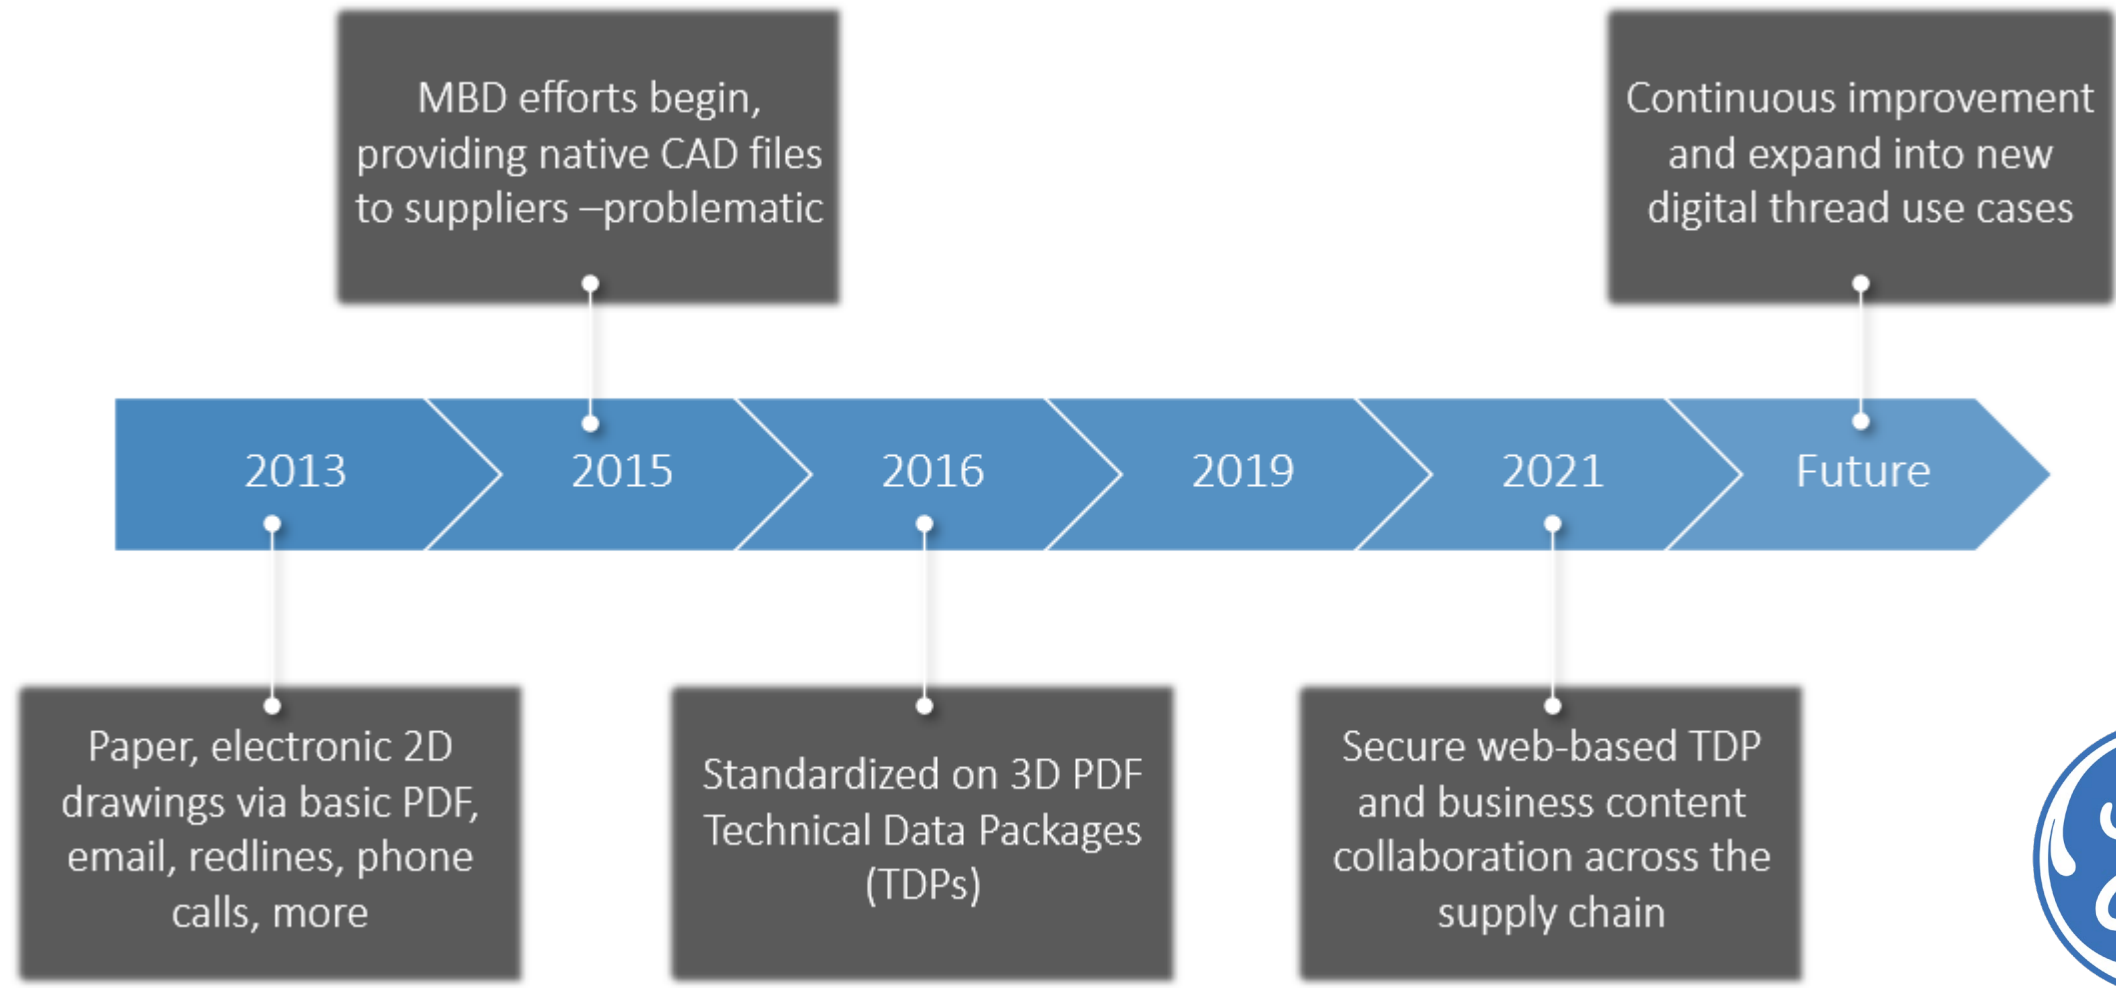 MBD efforts begin,
providing native CAD files
to suppliers –problematic
Continuous improvement
and expand into new
digital thread use cases
2013
2015
2016
2019
2021
Future
Paper, electronic 2D
drawings via basic PDF,
email, redlines, phone
calls, more
Standardized on 3D PDF
Technical Data Packages
(TDPs)
Secure web-based TDP
and business content
collaboration across the
supply chain